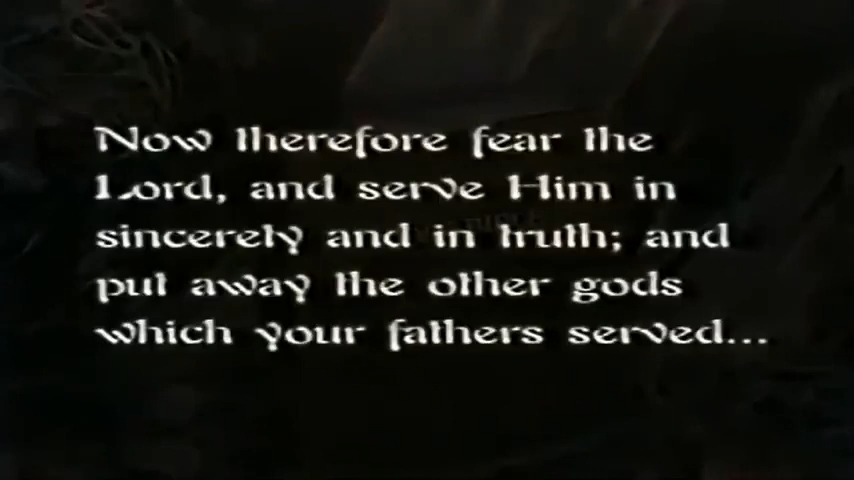 Now therefore fear the
Lord, and serve Him in
sincerely and in truth; and
put away the other gods
which your fathers served...